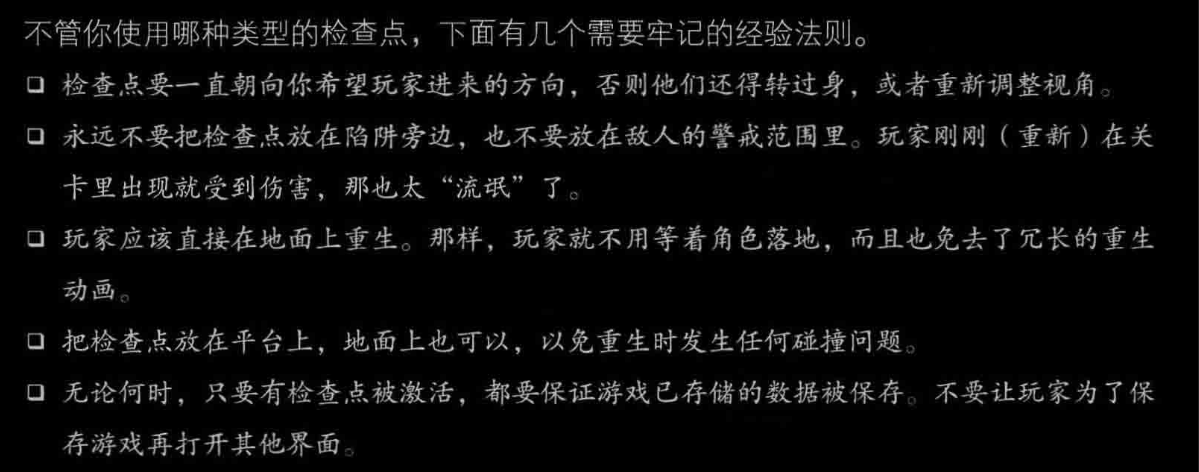 不管你使用哪种类型的检查点，下面有几个需要牢记的经验法则。
❑ 检查点要一直朝向你希望玩家进来的方向，否则他们还得转过身，或者重新调整视角。
❑ 永远不要把检查点放在陷阱旁边，也不要放在敌人的警戒范围里。玩家刚刚（重新）在关
卡里出现就受到伤害，那也太“流氓”了。
❑ 玩家应该直接在地面上重生。那样，玩家就不用等着角色落地，而且也免去了冗长的重生
动画。
❑ 把检查点放在平台上，地面上也可以，以免重生时发生任何碰撞问题。
❑ 无论何时，只要有检查点被激活，都要保证游戏已存储的数据被保存。不要让玩家为了保
存游戏再打开其他界面。